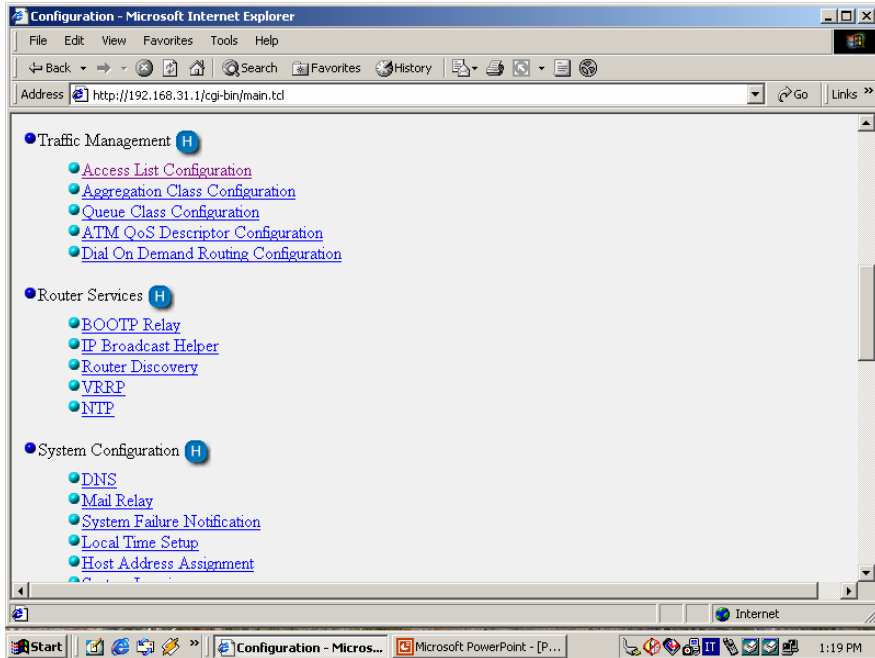 Configuration - Microsoft Internet Explorer
File Edit View Favorites Tools Help
Back Search Favorites History
Address http://192.168.31.1/cgi-bin/main.tcl Go Links »
Traffic Management H
Access List Configuration
Aggregation Class Configuration
Queue Class Configuration
ATM QoS Descriptor Configuration
Dial On Demand Routing Configuration
Router Services H
BOOTP Relay
IP Broadcast Helper
Router Discovery
VRRP
NTP
System Configuration H
DNS
Mail Relay
System Failure Notification
Local Time Setup
Host Address Assignment
Internet
Start » Configuration - Micros... Microsoft PowerPoint - [P... IT 1:19 PM